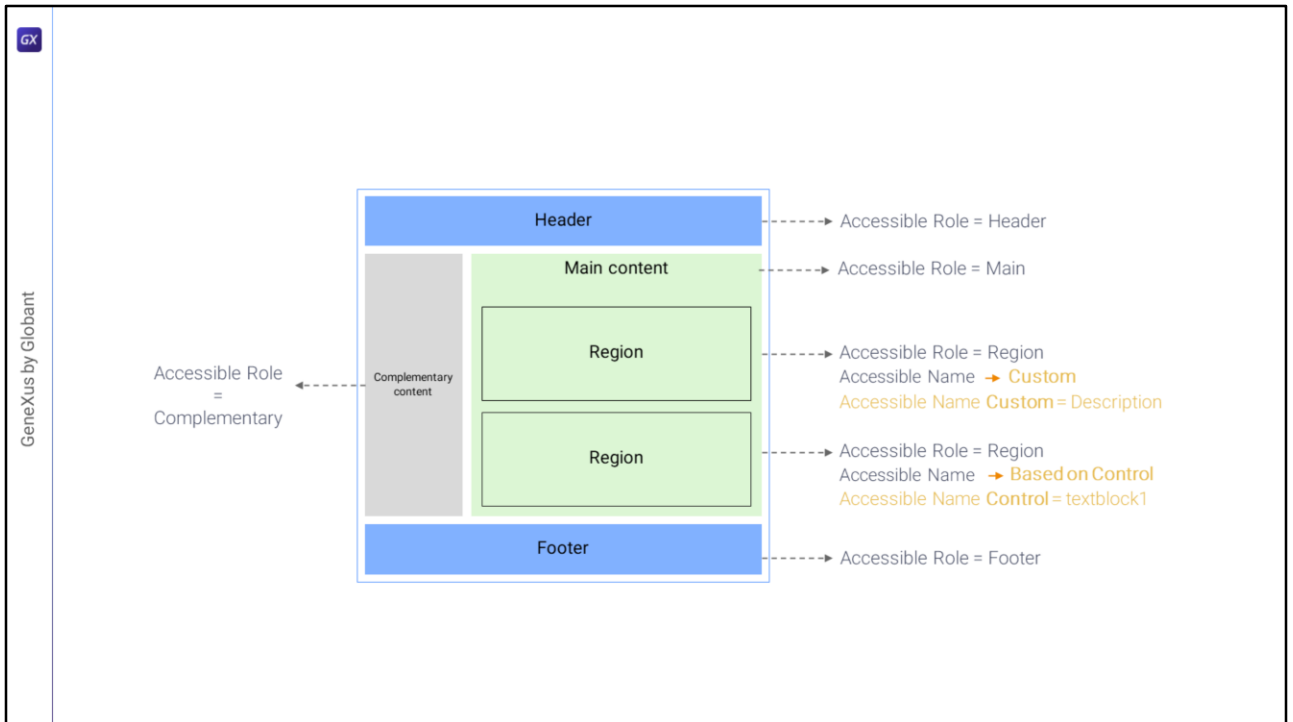 GX
GeneXus by Globant
Header
Accessible Role = Header
Main content
Accessible Role = Main
Region
Accessible Role = Region
Accessible Name → Custom
Accessible Name Custom = Description
Accessible Role
=
Complementary
Complementary
content
Region
Accessible Role = Region
Accessible Name → Based on Control
Accessible Name Control = textblock1
Footer
Accessible Role = Footer